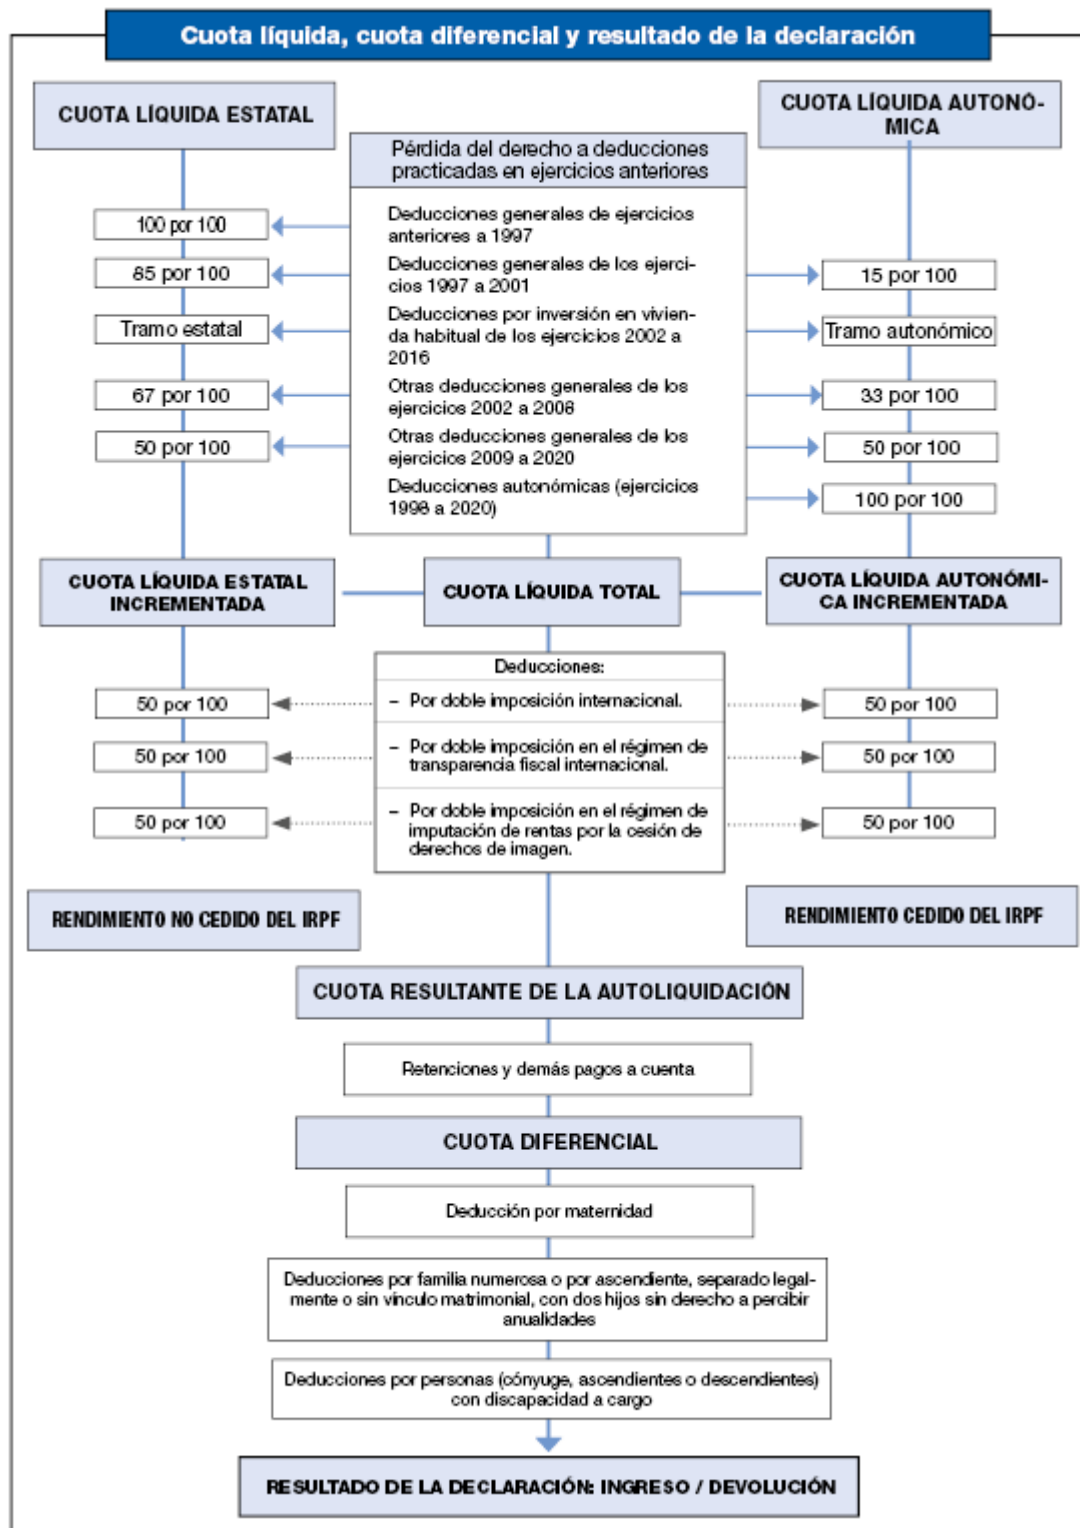 Cuota líquida, cuota diferencial y resultado de la declaración
CUOTA LÍQUIDA ESTATAL
CUOTA LÍQUIDA AUTONÓ-
MICA
Pérdida del derecho a deducciones
practicadas en ejercicios anteriores
100 por 100
Deducciones generales de ejercicios
anteriores a 1997
85 por 100
Deducciones generales de los ejerci-
cios 1997 a 2001
15 por 100
Tramo estatal
Deducciones por inversión en vivien-
da habitual de los ejercicios 2002 a
2016
Tramo autonómico
67 por 100
Otras deducciones generales de los
ejercicios 2002 a 2008
33 por 100
50 por 100
Otras deducciones generales de los
ejercicios 2009 a 2020
50 por 100
Deducciones autonómicas (ejercicios
1998 a 2020)
100 por 100
CUOTA LÍQUIDA ESTATAL
INCREMENTADA
CUOTA LÍQUIDA TOTAL
CUOTA LÍQUIDA AUTONÓMI-
CA INCREMENTADA
Deducciones:
50 por 100
– Por doble imposición internacional.
50 por 100
50 por 100
– Por doble imposición en el régimen de
transparencia fiscal internacional.
50 por 100
50 por 100
– Por doble imposición en el régimen de
imputación de rentas por la cesión de
derechos de imagen.
50 por 100
RENDIMIENTO NO CEDIDO DEL IRPF
RENDIMIENTO CEDIDO DEL IRPF
CUOTA RESULTANTE DE LA AUTOLIQUIDACIÓN
Retenciones y demás pagos a cuenta
CUOTA DIFERENCIAL
Deducción por maternidad
Deducciones por familia numerosa o por ascendiente, separado legal-
mente o sin vínculo matrimonial, con dos hijos sin derecho a percibir
anualidades
Deducciones por personas (cónyuge, ascendientes o descendientes)
con discapacidad a cargo
RESULTADO DE LA DECLARACIÓN: INGRESO / DEVOLUCIÓN